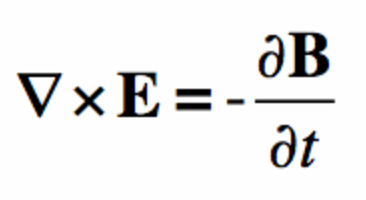 ∇ × E = - ∂B/∂t